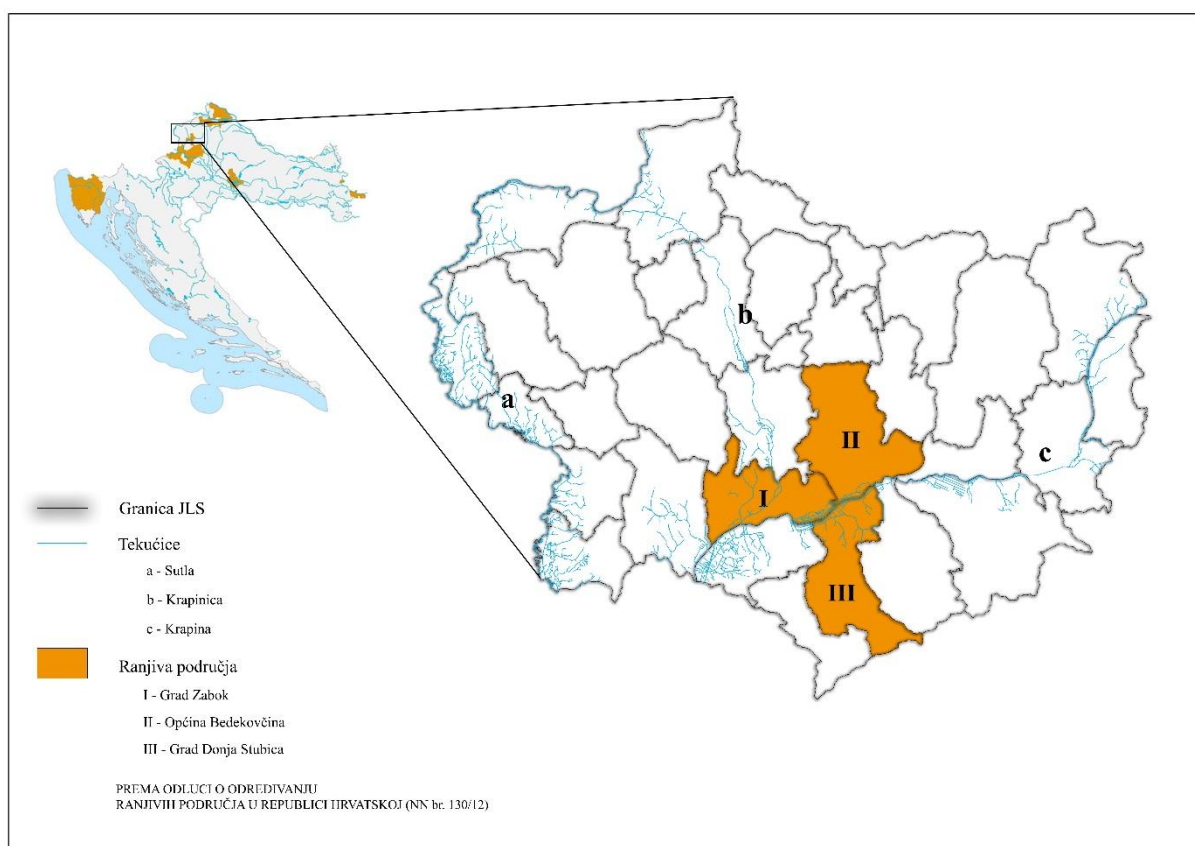 b
a
II
c
I
III
Granica JLS
Tekućice
a - Sutla
b - Krapinica
c - Krapina
Ranjiva područja
I - Grad Zabok
II - Općina Bedekovčina
III - Grad Donja Stubica
PREMA ODLUCI O ODREĐIVANJU
RANJIVIH PODRUČJA U REPUBLICI HRVATSKOJ (NN br. 130/12)